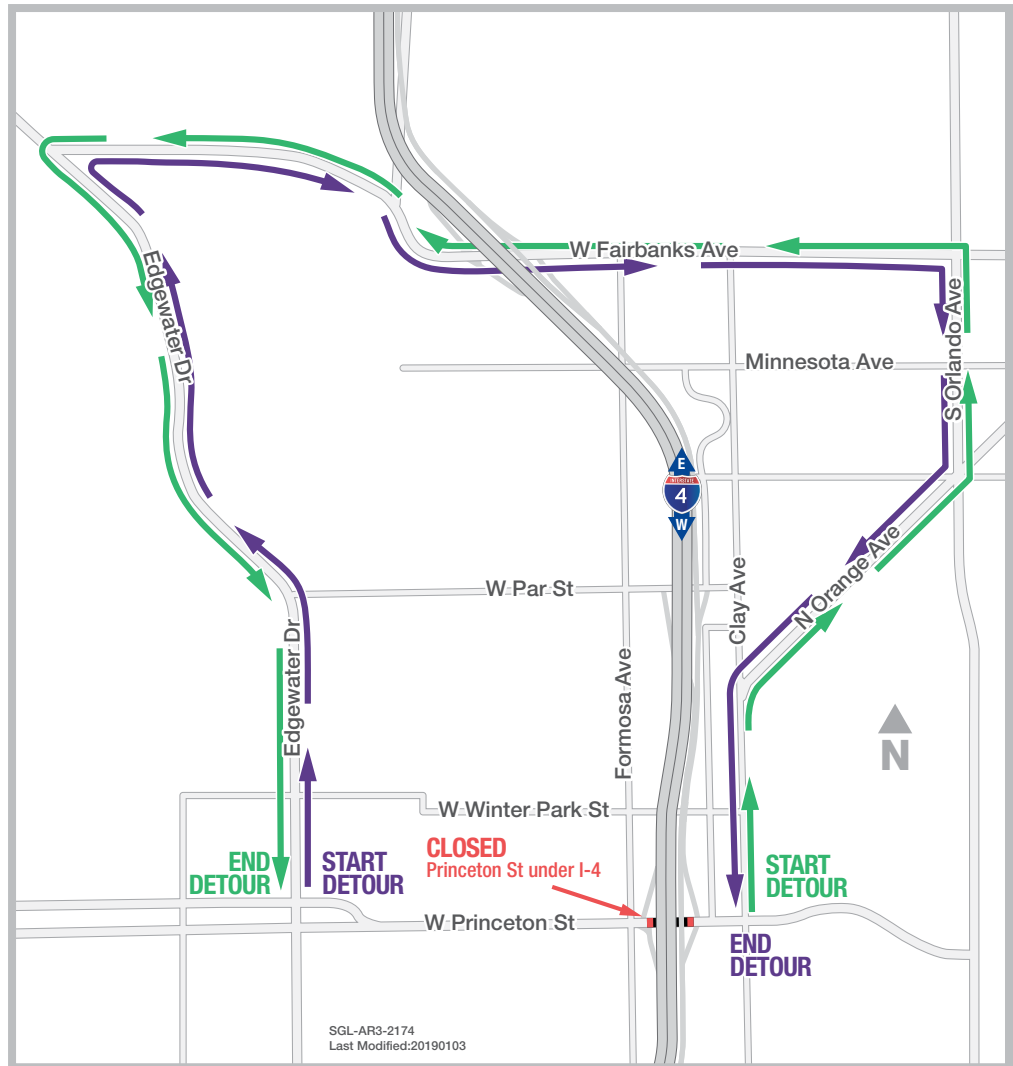 W Fairbanks Ave
Edgewater Dr
S Orlando Ave
Minnesota Ave
E
INTERSTATE
4
W
N Orange Ave
W Par St
Clay Ave
Edgewater Dr
Formosa Ave
N
W Winter Park St
CLOSED
Princeton St under I-4
END
DETOUR
START
DETOUR
START
DETOUR
W Princeton St
END
DETOUR
SGL-AR3-2174
Last Modified:20190103